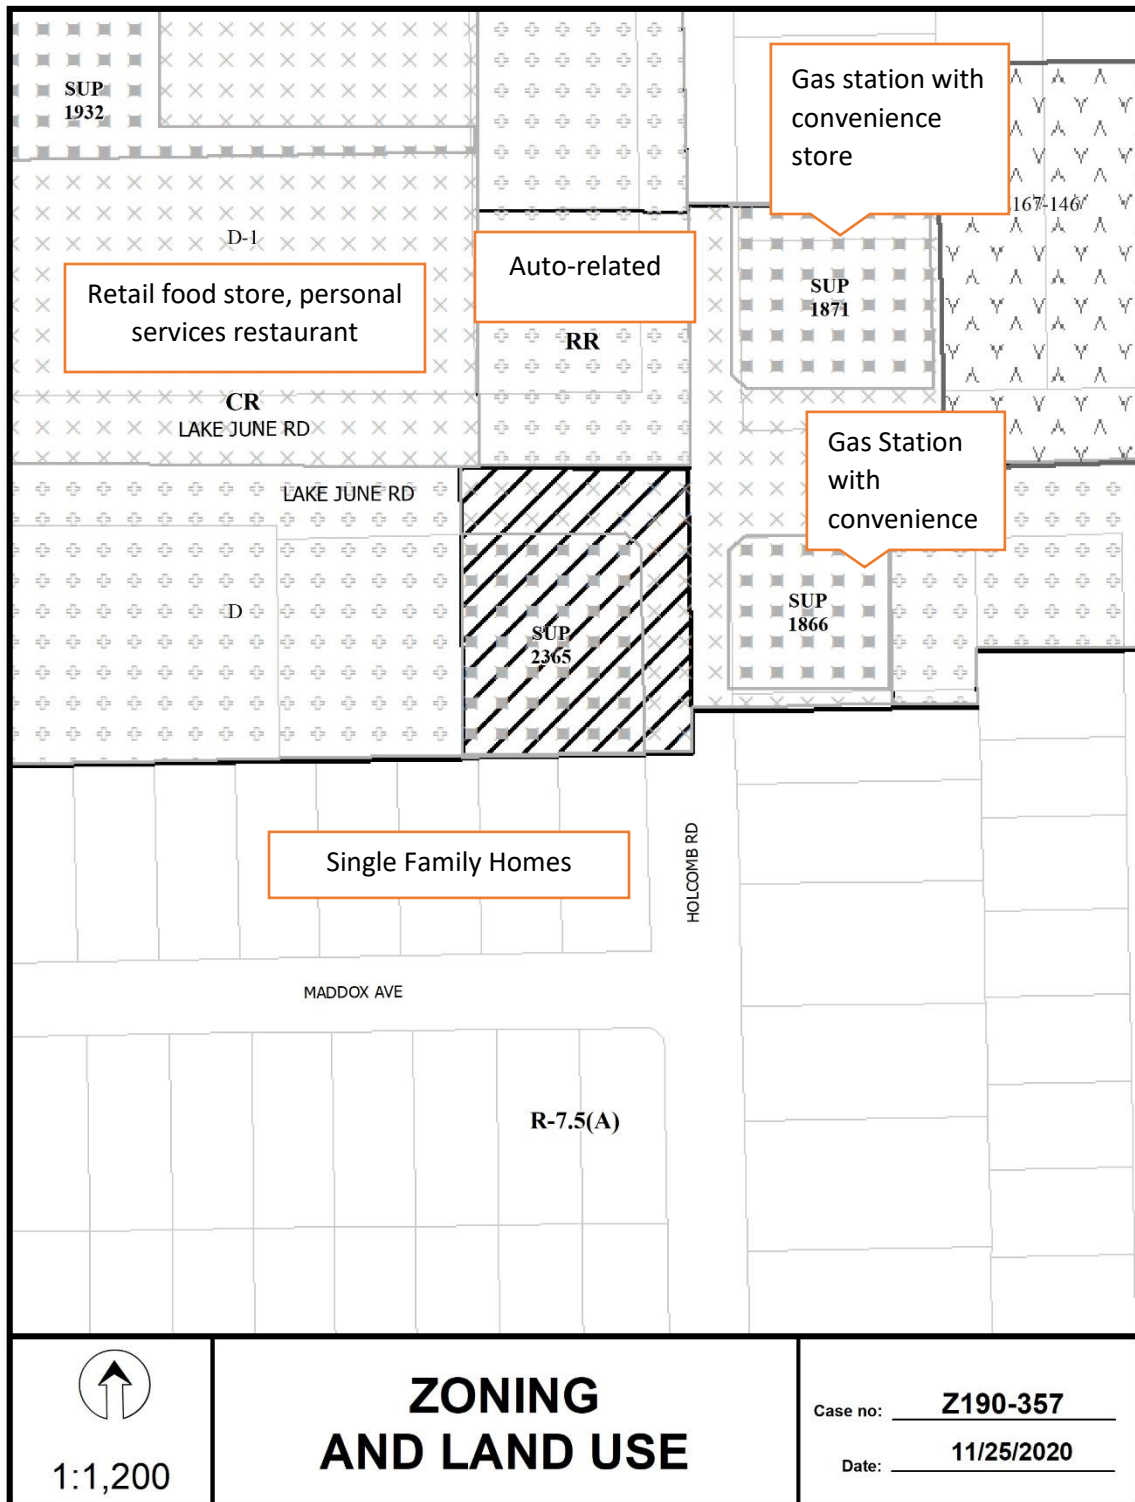 SUP
1932
Gas station with
convenience
store
167-146
D-1
Auto-related
Retail food store, personal
services restaurant
SUP
1871
RR
CR
LAKE JUNE RD
Gas Station
with
convenience
LAKE JUNE RD
D
SUP
2365
SUP
1866
Single Family Homes
HOLCOMB RD
MADDOX AVE
R-7.5(A)
1:1,200
ZONING
AND LAND USE
Case no: Z190-357
Date: 11/25/2020